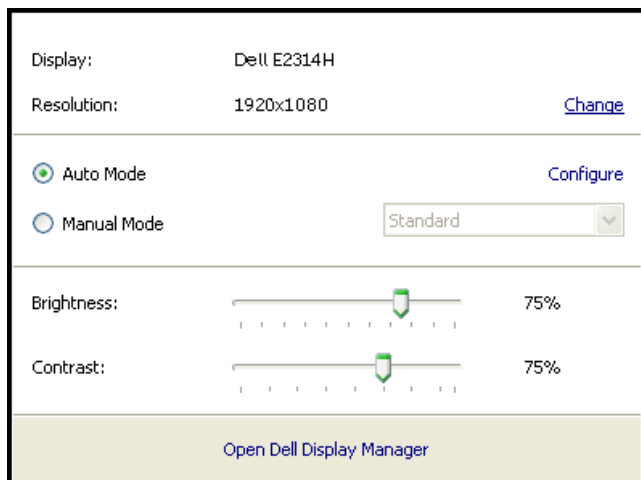 Display: Dell E2314H
Resolution: 1920x1080 Change
Auto Mode Configure
Manual Mode Standard
Brightness: 75%
Contrast: 75%
Open Dell Display Manager